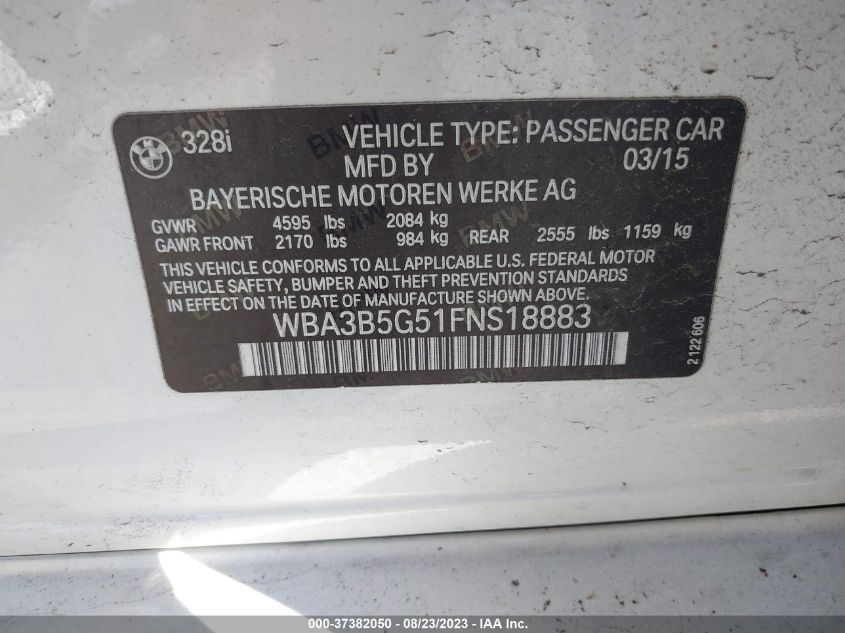 BMW 328i VEHICLE TYPE: PASSENGER CAR
MFD BY 03/15
BAYERISCHE MOTOREN WERKE AG
GVWR 4595 lbs 2084 kg
GAWR FRONT 2170 lbs 984 kg REAR 2555 lbs 1159 kg
THIS VEHICLE CONFORMS TO ALL APPLICABLE U.S. FEDERAL MOTOR
VEHICLE SAFETY, BUMPER AND THEFT PREVENTION STANDARDS
IN EFFECT ON THE DATE OF MANUFACTURE SHOWN ABOVE.
WBA3B5G51FNS18883
2122606
000-37382050 - 08/23/2023 - IAA Inc.